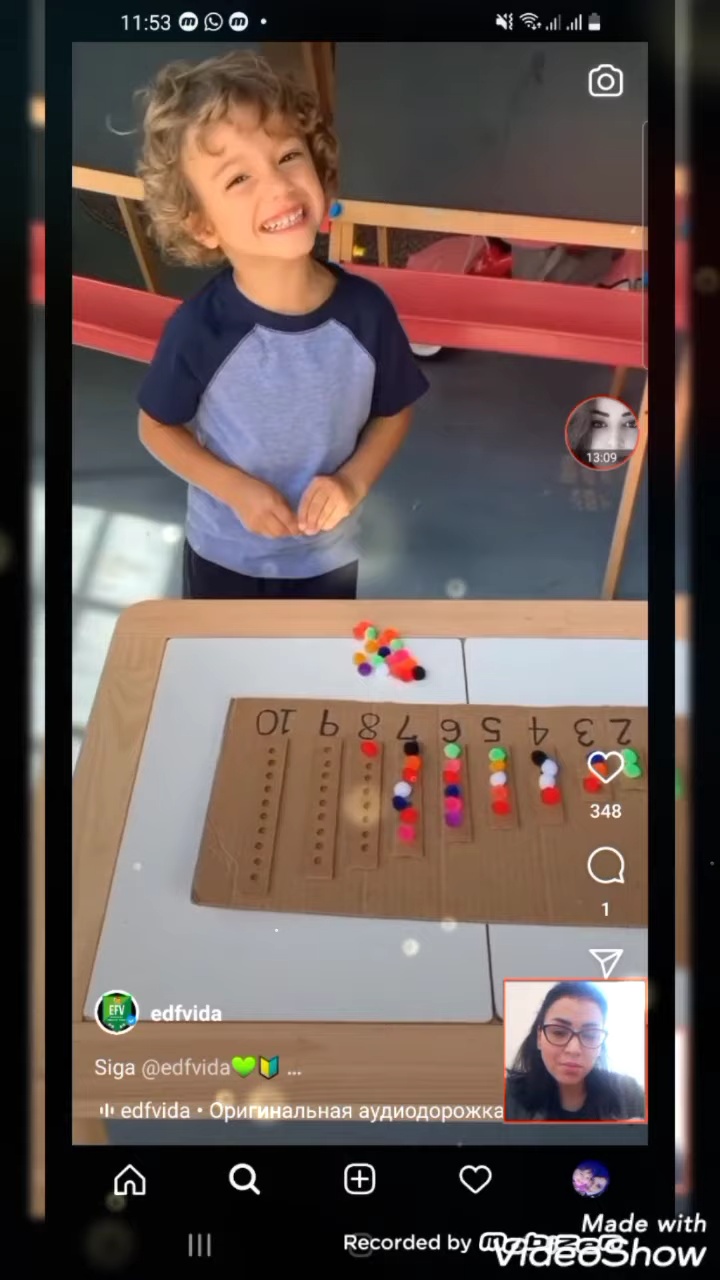 11:53
13:09
10 9 8 7 6 5 4 3 2
348
1
EFV
edfvida
Siga @edfvida💚🔰 ...
edfvida • Оригинальная аудиодорожка
Made with
Recorded by
VideoShow